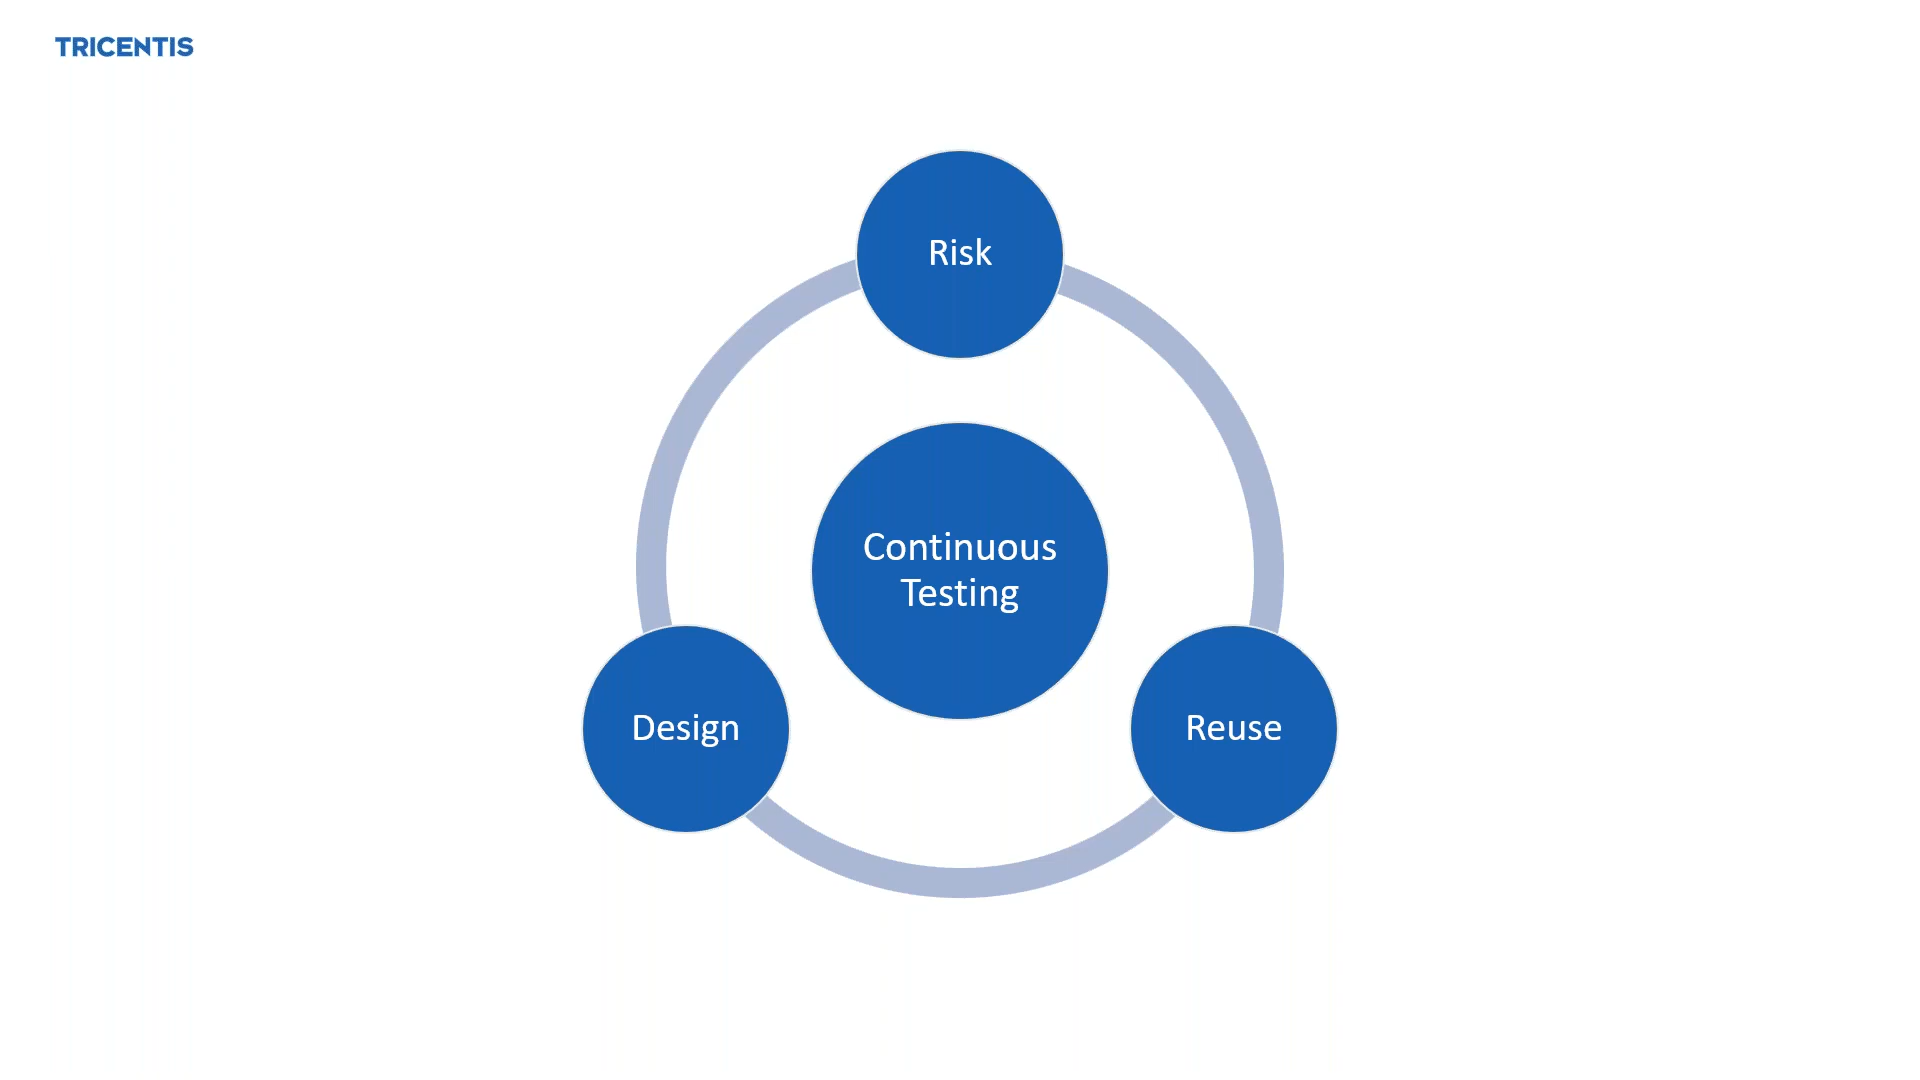 TRICENTIS
Risk
Continuous
Testing
Design
Reuse